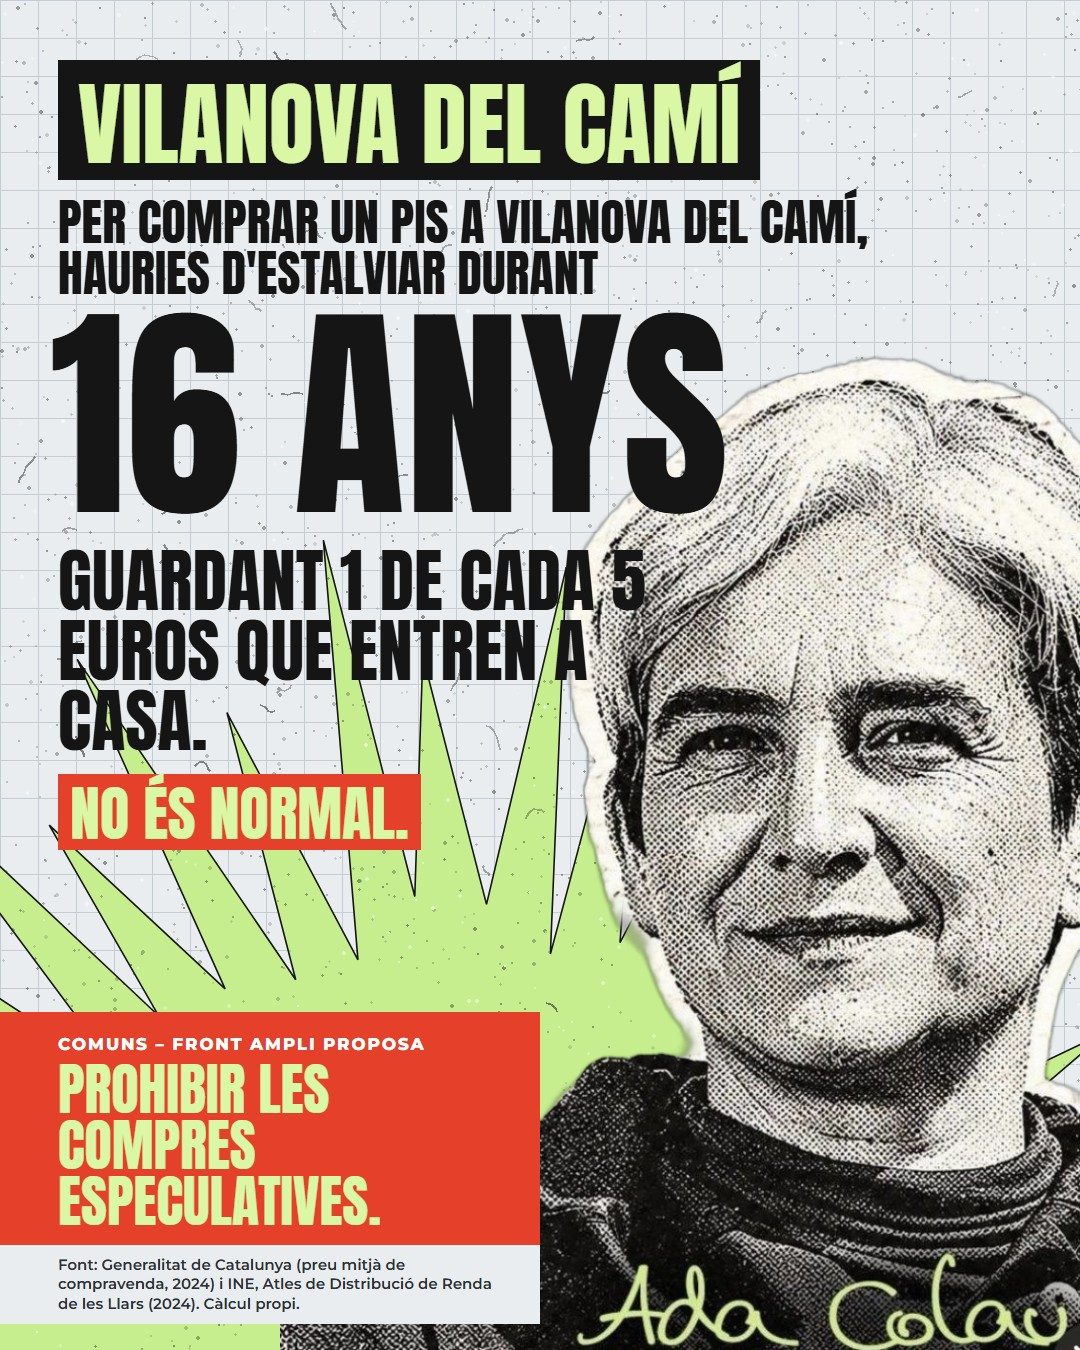 VILANOVA DEL CAMÍ
PER COMPRAR UN PIS A VILANOVA DEL CAMÍ,
HAURIES D'ESTALVIAR DURANT
16 ANYS
GUARDANT 1 DE CADA 5
EUROS QUE ENTREN A
CASA.
NO ÉS NORMAL.
COMUNS – FRONT AMPLI PROPOSA
PROHIBIR LES
COMPRES
ESPECULATIVES.
Font: Generalitat de Catalunya (preu mitjà de
compravenda, 2024) i INE, Atles de Distribució de Renda
de les Llars (2024). Càlcul propi.
Ada Colau